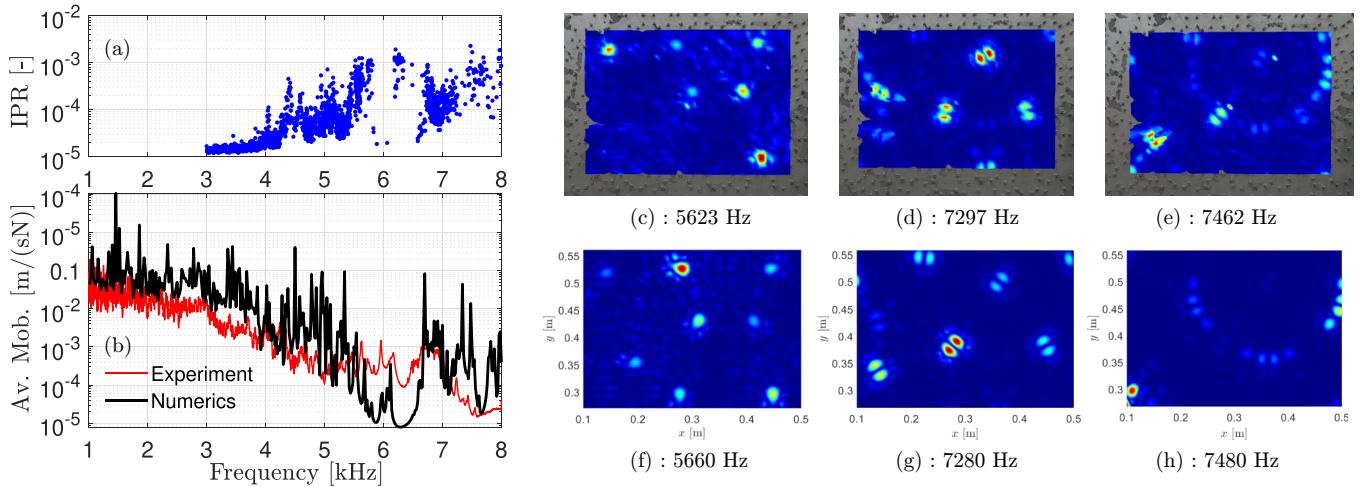 (a)
IPR [-]
10^-2
10^-3
10^-4
10^-5
1 2 3 4 5 6 7 8
(b)
Av. Mob. [m/(sN)]
10^-4
10^-5
0.1
10^-2
10^-3
10^-4
10^-5
Experiment
Numerics
1 2 3 4 5 6 7 8
Frequency [kHz]
(c) : 5623 Hz
(d) : 7297 Hz
(e) : 7462 Hz
y [m]
0.55
0.5
0.45
0.4
0.35
0.3
0.1 0.2 0.3 0.4 0.5
x [m]
(f) : 5660 Hz
y [m]
0.55
0.5
0.45
0.4
0.35
0.3
0.1 0.2 0.3 0.4 0.5
x [m]
(g) : 7280 Hz
y [m]
0.55
0.5
0.45
0.4
0.35
0.3
0.1 0.2 0.3 0.4 0.5
x [m]
(h) : 7480 Hz